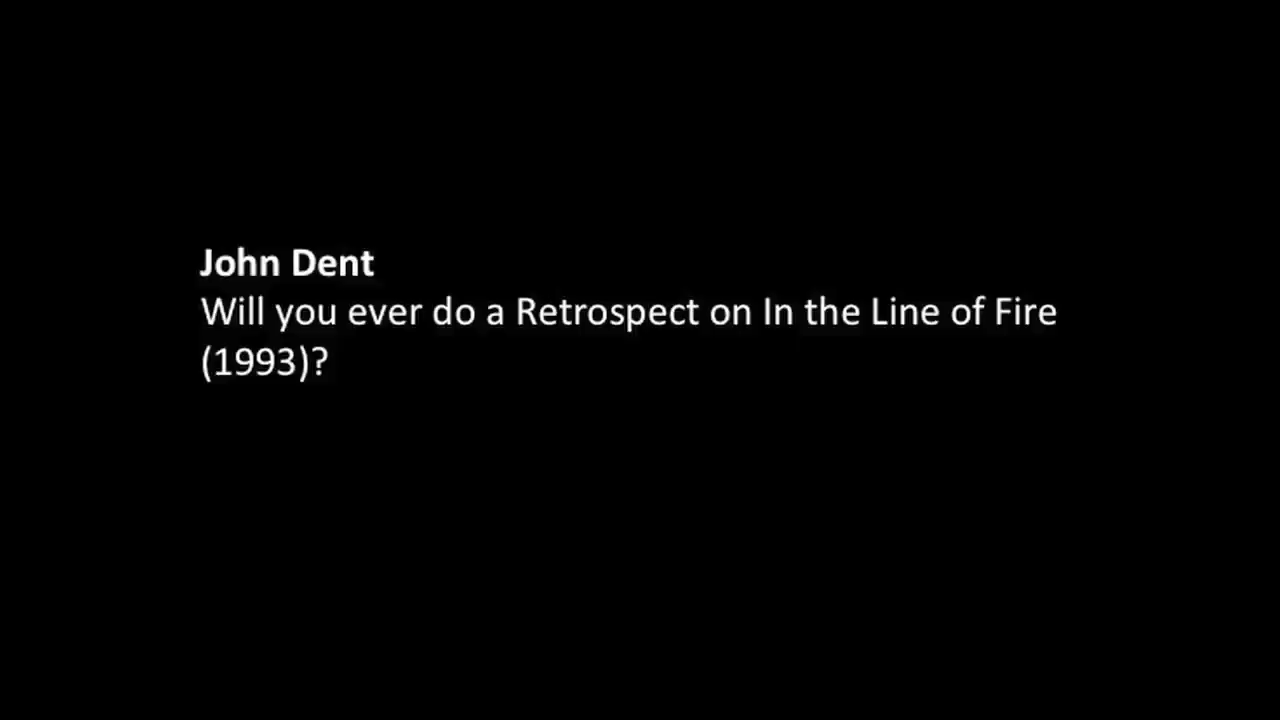 John Dent
Will you ever do a Retrospect on In the Line of Fire
(1993)?